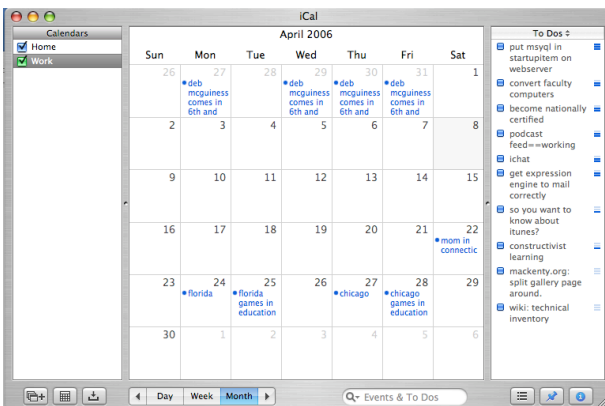 iCal
Calendars
Home
Work
April 2006
Sun Mon Tue Wed Thu Fri Sat
26 27 28 29 30 31 1
deb
mcguiness
comes in
6th and
deb
mcguiness
comes in
6th and
deb
mcguiness
comes in
6th and
deb
mcguiness
comes in
6th and
2 3 4 5 6 7 8
9 10 11 12 13 14 15
16 17 18 19 20 21 22
mom in
connectic
23 24 25 26 27 28 29
florida
florida
games in
education
chicago
chicago
games in
education
30 1 2 3 4 5 6
To Dos
put msyql in
startupitem on
webserver
convert faculty
computers
become nationally
certified
podcast
feed==working
ichat
get expression
engine to mail
correctly
so you want to
know about
itunes?
constructivist
learning
mackenty.org:
split gallery page
around.
wiki: technical
inventory
Day Week Month
Events & To Dos